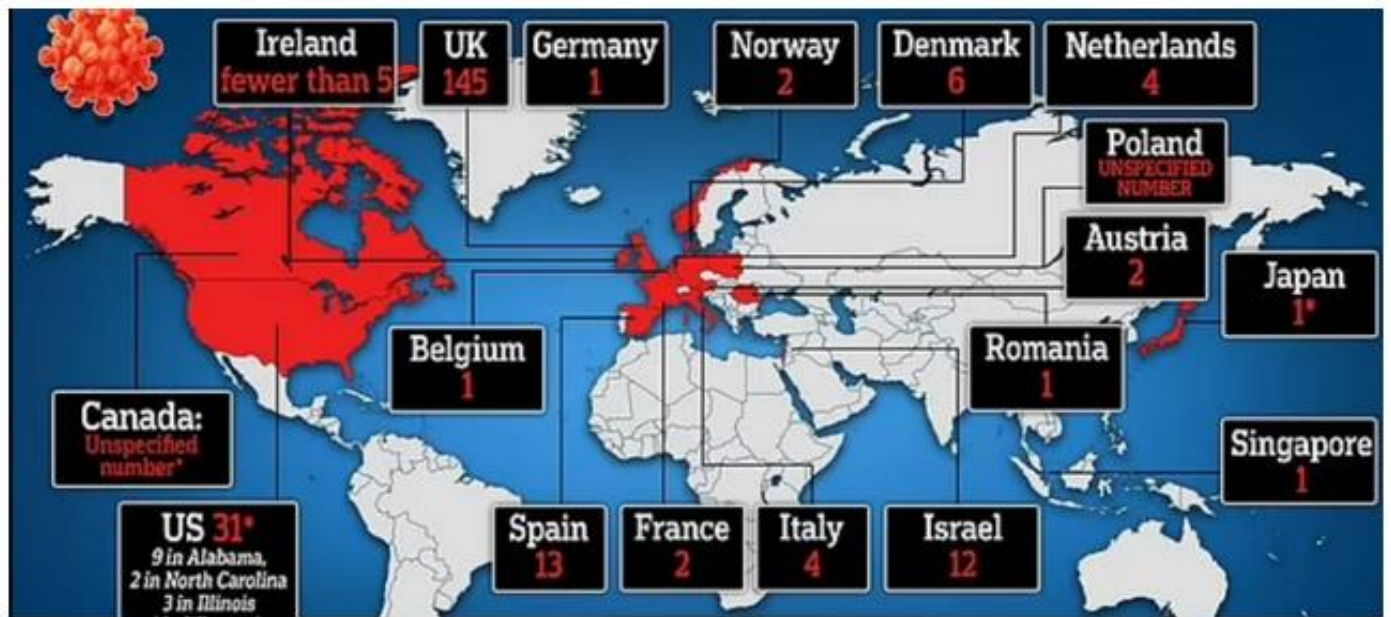 Ireland
fewer than 5
UK
145
Germany
1
Norway
2
Denmark
6
Netherlands
4
Poland
UNSPECIFIED
NUMBER
Austria
2
Japan
1*
Belgium
1
Romania
1
Canada:
Unspecified
number*
Singapore
1
US 31*
9 in Alabama,
2 in North Carolina
3 in Illinois
Spain
13
France
2
Italy
4
Israel
12